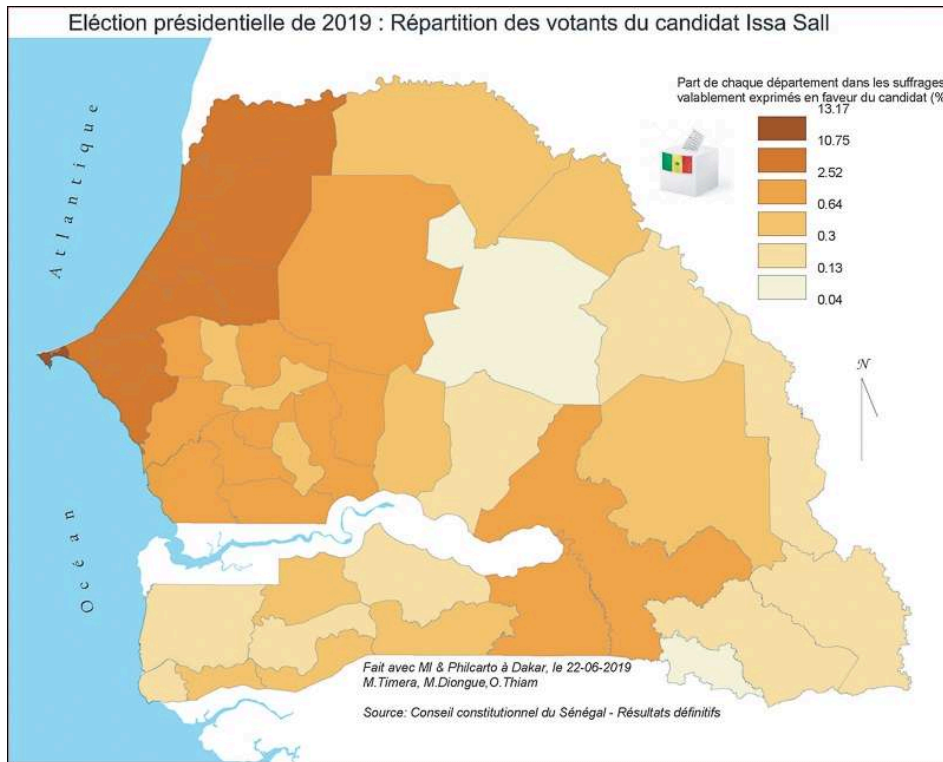 Eléction présidentielle de 2019 : Répartition des votants du candidat Issa Sall
Part de chaque département dans les suffrages
valablement exprimés en faveur du candidat (%
13.17
10.75
2.52
0.64
0.3
0.13
0.04
Atlantique
Océan
N
Fait avec MI & Philcarto à Dakar, le 22-06-2019
M.Timera, M.Diongue,O.Thiam
Source: Conseil constitutionnel du Sénégal - Résultats définitifs